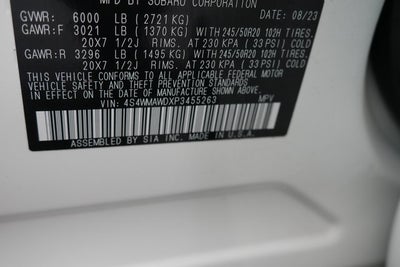 MFD BY SUBARU CORPORATION
GVWR: 6000 LB (2721 KG) DATE: 08/23
GAWR:F 3021 LB (1370 KG) WITH 245/50R20 102H TIRES
20X7 1/2J RIMS. AT 230 KPA (33 PSI) COLD
GAWR:R 3296 LB (1495 KG) WITH 245/50R20 102H TIRES
20X7 1/2J RIMS. AT 230 KPA (33 PSI) COLD
THIS VEHICLE CONFORMS TO ALL APPLICABLE FEDERAL MOTOR
VEHICLE SAFETY AND THEFT PREVENTION STANDARDS IN
EFFECT ON THE DATE OF MANUFACTURE SHOWN ABOVE.
VIN: 4S4WMAWDXP3455263 MPV
ASSEMBLED BY SIA INC. MADE IN U.S.A.